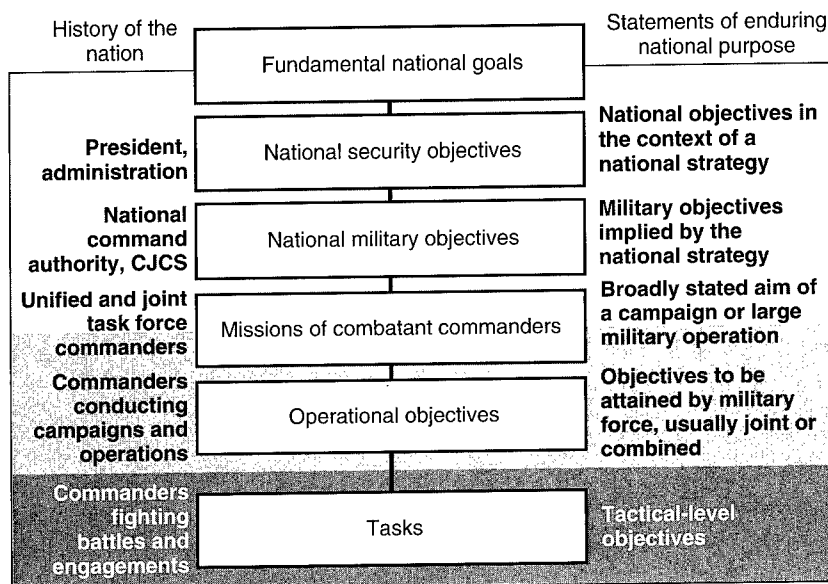 History of the
nation
Fundamental national goals
Statements of enduring
national purpose
President,
administration
National security objectives
National objectives in
the context of a
national strategy
National
command
authority, CJCS
National military objectives
Military objectives
implied by the
national strategy
Unified and joint
task force
commanders
Missions of combatant commanders
Broadly stated aim of
a campaign or large
military operation
Commanders
conducting
campaigns and
operations
Operational objectives
Objectives to be
attained by military
force, usually joint or
combined
Commanders
fighting
battles and
engagements
Tasks
Tactical-level
objectives